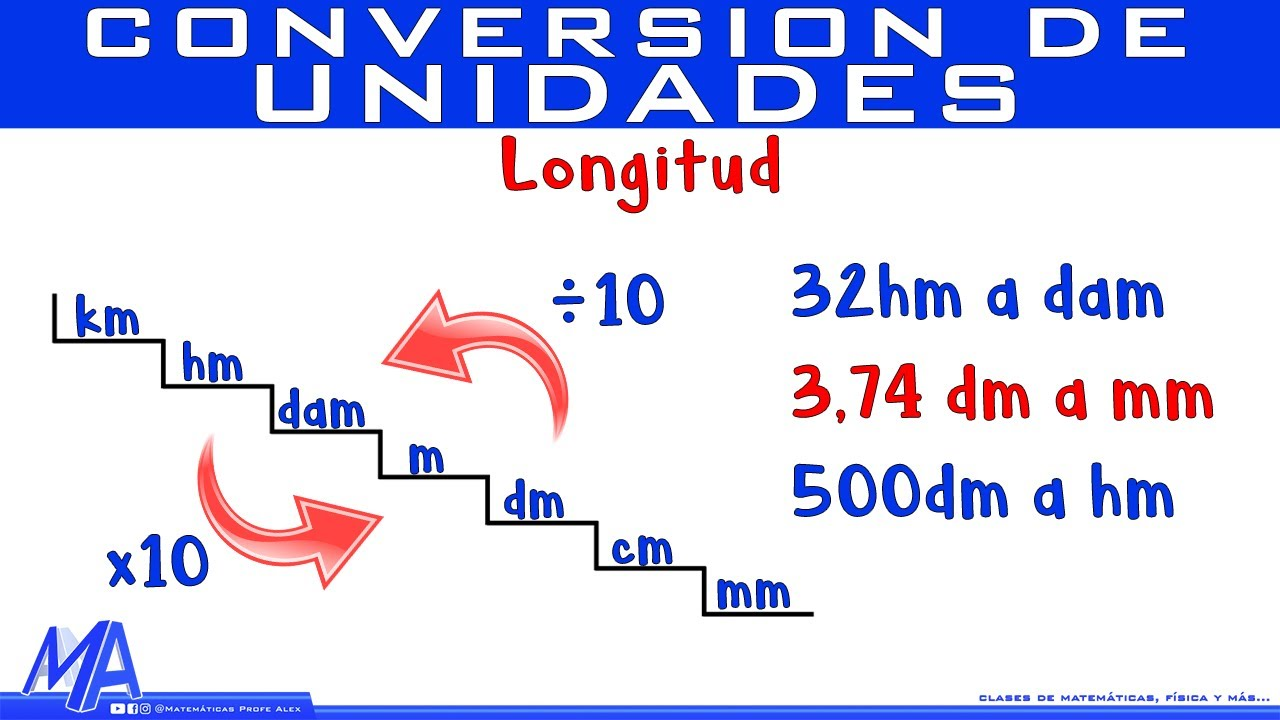 CONVERSION DE
UNIDADES
Longitud
÷10
32hm a dam
km
hm
3,74 dm a mm
dam
m
500dm a hm
dm
x10
cm
mm
MA
@Matemáticas Profe Alex
Clases de matemáticas, física y más...